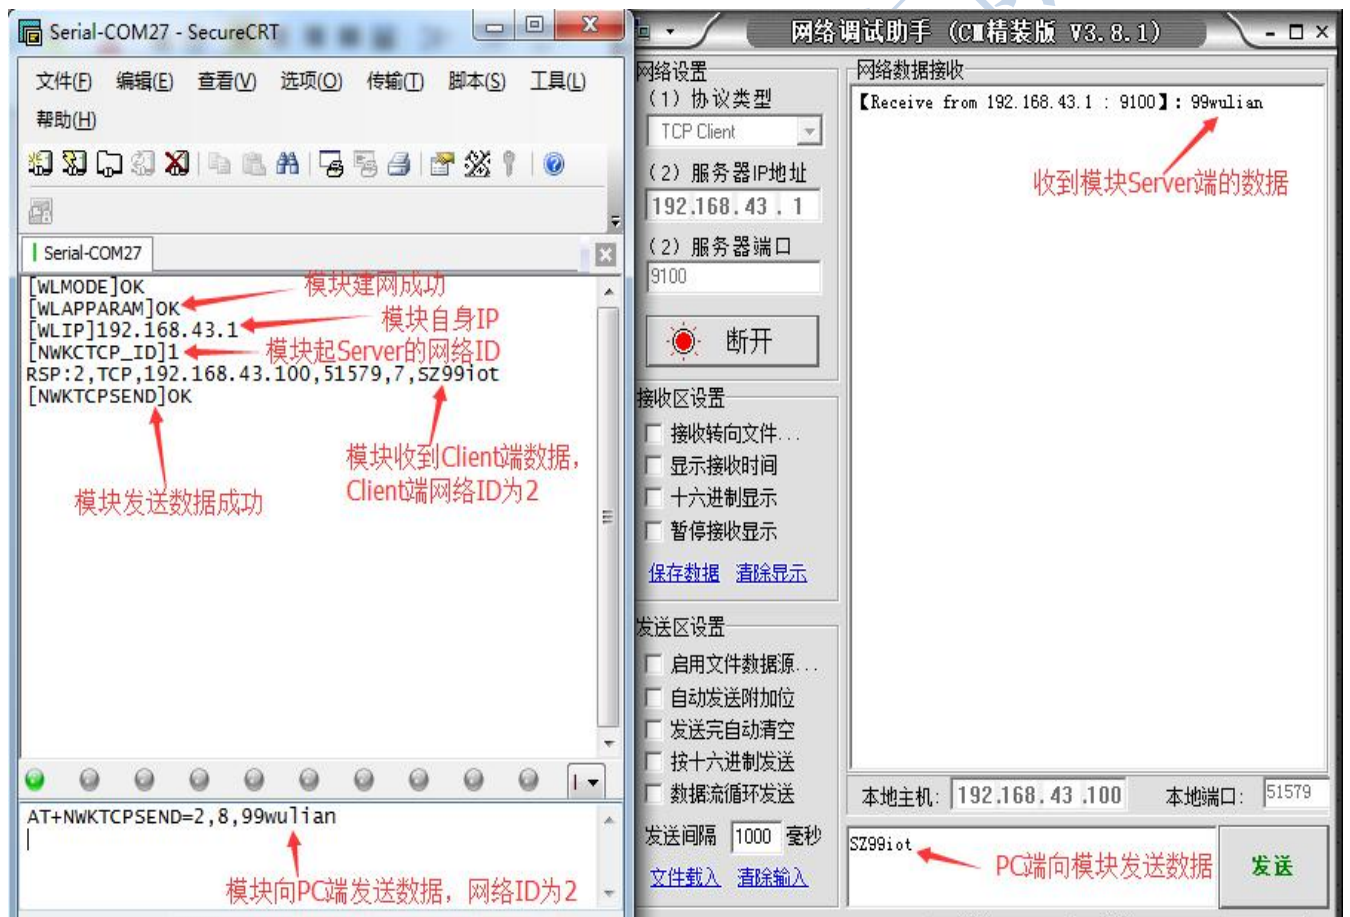 Serial-COM27 - SecureCRT
文件(F) 编辑(E) 查看(V) 选项(O) 传输(T) 脚本(S) 工具(L)
帮助(H)
Serial-COM27
[WLMODE]OK
模块建网成功
[WLAPPARAM]OK
模块自身IP
[WLIP]192.168.43.1
[NWKCTCP_ID]1
模块起Server的网络ID
RSP:2,TCP,192.168.43.100,51579,7,SZ99iot
[NWKTCPSEND]OK
模块收到Client端数据，
Client端网络ID为2
模块发送数据成功
AT+NWKTCPSEND=2,8,99wulian
模块向PC端发送数据，网络ID为2
网络调试助手 (C精装版 V3.8.1)
网络设置
(1) 协议类型
TCP Client
(2) 服务器IP地址
192.168.43.1
(2) 服务器端口
9100
断开
接收区设置
接收转向文件...
显示接收时间
十六进制显示
暂停接收显示
保存数据 清除显示
发送区设置
启用文件数据源...
自动发送附加位
发送完自动清空
按十六进制发送
数据流循环发送
发送间隔 1000 毫秒
文件载入 清除输入
网络数据接收
【Receive from 192.168.43.1 : 9100】: 99wulian
收到模块Server端的数据
本地主机: 192.168.43.100 本地端口: 51579
SZ99iot
PC端向模块发送数据
发送